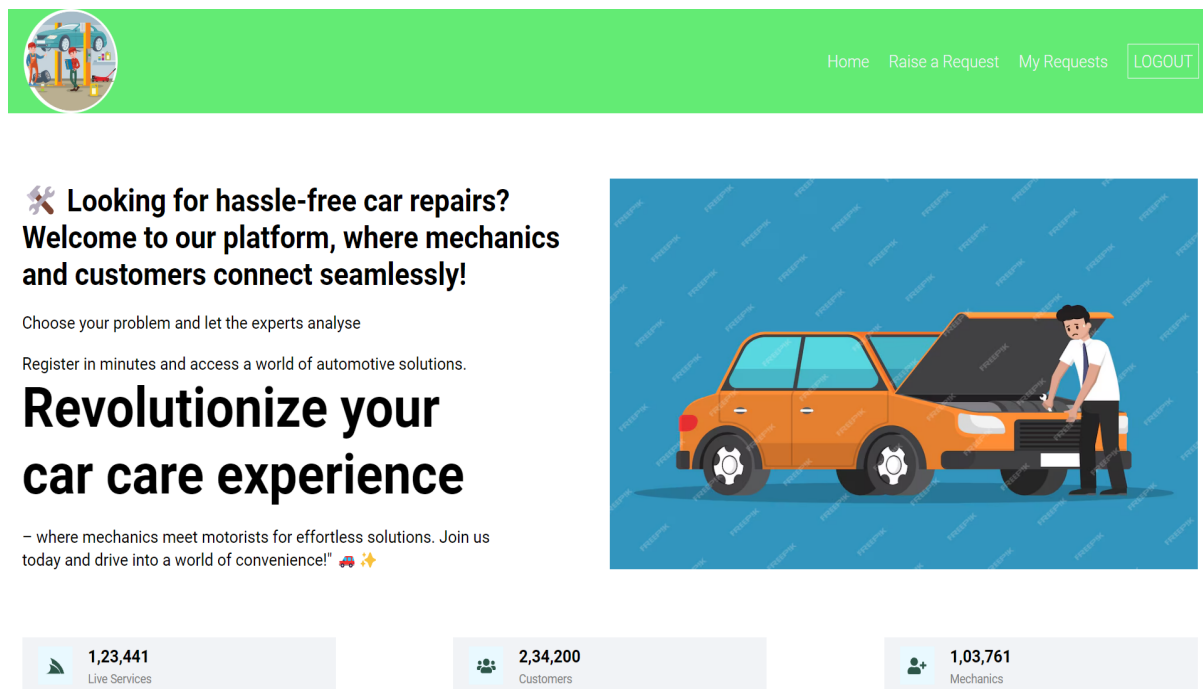 Home Raise a Request My Requests LOGOUT
🛠️ Looking for hassle-free car repairs?
Welcome to our platform, where mechanics
and customers connect seamlessly!
Choose your problem and let the experts analyse
Register in minutes and access a world of automotive solutions.
Revolutionize your
car care experience
– where mechanics meet motorists for effortless solutions. Join us
today and drive into a world of convenience!" 🚗 ✨
FREEPIK
1,23,441
Live Services
2,34,200
Customers
1,03,761
Mechanics